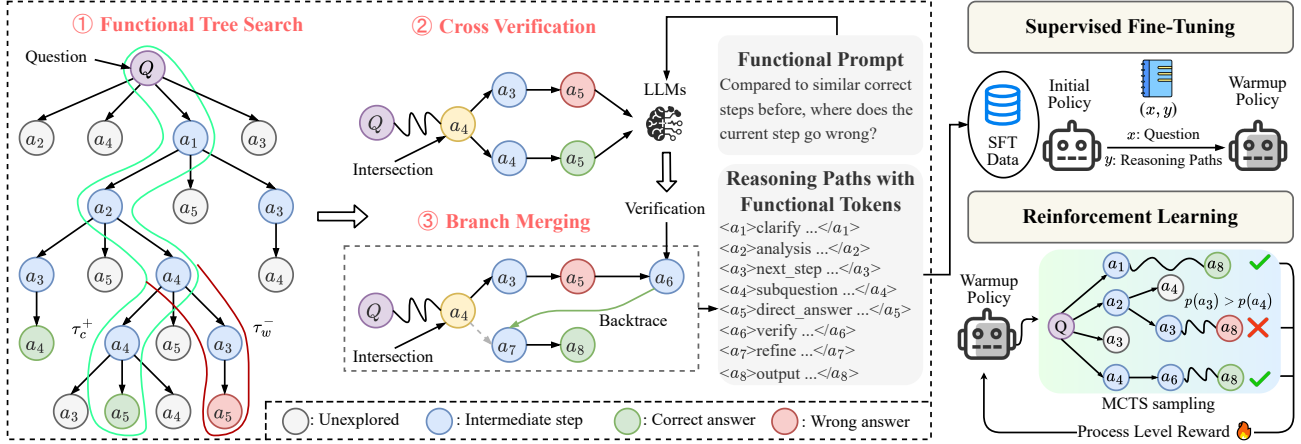 ① Functional Tree Search
Question
Q
a₂
a₄
a₁
a₃
a₂
a₅
a₃
a₃
a₈
a₄
a₄
τ_c⁺
τ_w⁻
a₄
a₄
a₅
a₃
a₃
a₅
a₄
a₅
② Cross Verification
Q
a₄
a₃
a₅
a₄
a₅
Intersection
LLMs
Verification
Functional Prompt
Compared to similar correct
steps before, where does the
current step go wrong?
③ Branch Merging
Q
a₄
a₃
a₅
a₆
a₇
a₈
Backtrace
Intersection
Reasoning Paths with
Functional Tokens
<a₁>clarify ...</a₁>
<a₂>analysis ...</a₂>
<a₃>next_step ...</a₃>
<a₄>subquestion ...</a₄>
<a₅>direct_answer ...</a₅>
<a₆>verify ...</a₆>
<a₇>refine ...</a₇>
<a₈>output ...</a₈>
: Unexplored
: Intermediate step
: Correct answer
: Wrong answer
Supervised Fine-Tuning
SFT
Data
Initial
Policy
(x, y)
x: Question
y: Reasoning Paths
Warmup
Policy
Reinforcement Learning
Warmup
Policy
Q
a₁
a₈
a₂
a₄
p(a₃) > p(a₄)
a₃
a₈
a₃
a₄
a₆
a₈
MCTS sampling
Process Level Reward